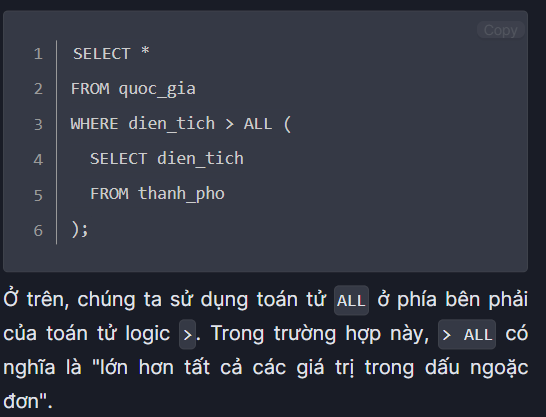 Copy
1 SELECT *
2 FROM quoc_gia
3 WHERE dien_tich > ALL (
4   SELECT dien_tich
5   FROM thanh_pho
6 );
Ở trên, chúng ta sử dụng toán tử ALL ở phía bên phải
của toán tử logic >. Trong trường hợp này, > ALL có
nghĩa là "lớn hơn tất cả các giá trị trong dấu ngoặc
đơn".